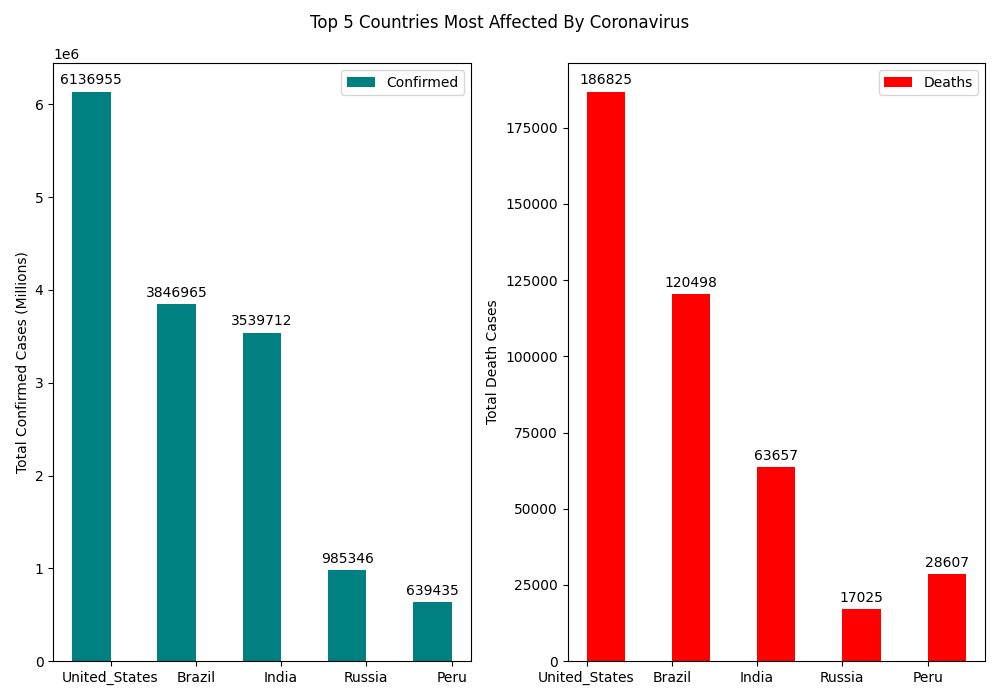 Top 5 Countries Most Affected By Coronavirus
1e6
Total Confirmed Cases (Millions)
6
5
4
3
2
1
0
6136955
3846965
3539712
985346
639435
Confirmed
United_States
Brazil
India
Russia
Peru
Total Death Cases
175000
150000
125000
100000
75000
50000
25000
0
186825
120498
63657
17025
28607
Deaths
United_States
Brazil
India
Russia
Peru